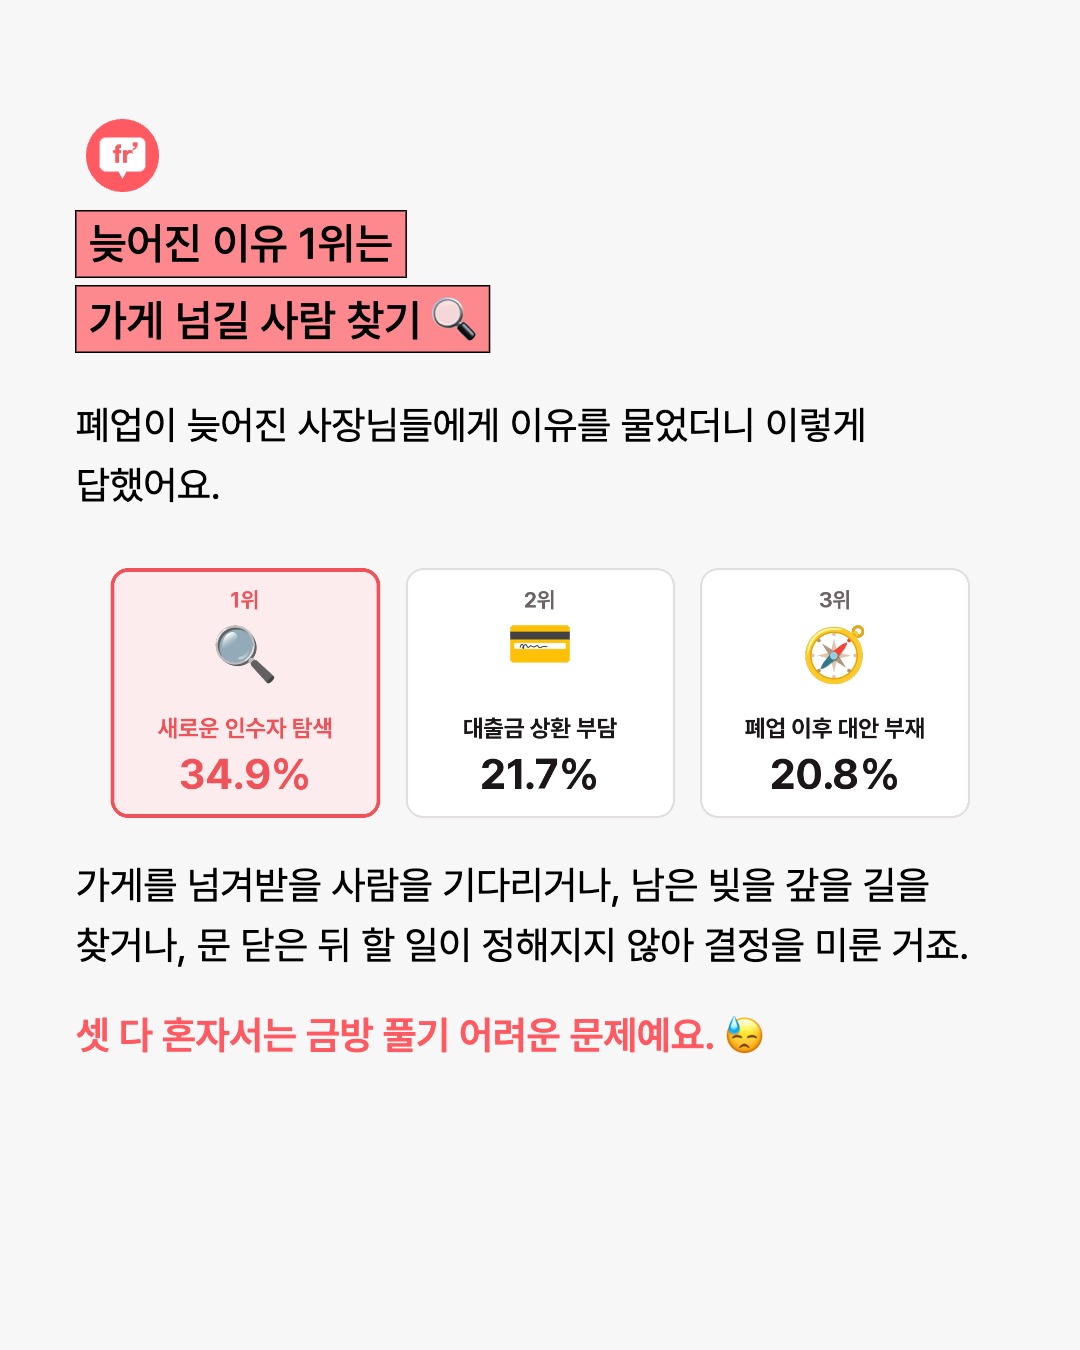 fr’
늦어진 이유 1위는
가게 넘길 사람 찾기 🔍
폐업이 늦어진 사장님들에게 이유를 물었더니 이렇게
답했어요.
1위
새로운 인수자 탐색
34.9%
2위
대출금 상환 부담
21.7%
3위
폐업 이후 대안 부재
20.8%
가게를 넘겨받을 사람을 기다리거나, 남은 빚을 갚을 길을
찾거나, 문 닫은 뒤 할 일이 정해지지 않아 결정을 미룬 거죠.
셋 다 혼자서는 금방 풀기 어려운 문제예요. 😓